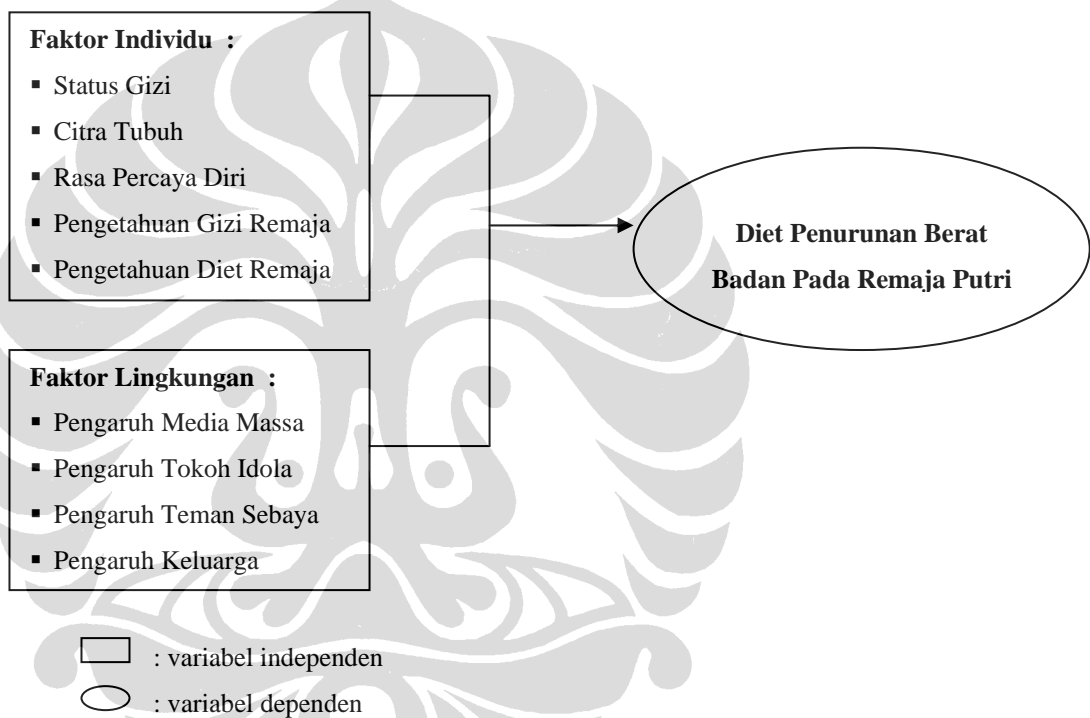 Faktor Individu :
▪ Status Gizi
▪ Citra Tubuh
▪ Rasa Percaya Diri
▪ Pengetahuan Gizi Remaja
▪ Pengetahuan Diet Remaja
Diet Penurunan Berat
Badan Pada Remaja Putri
Faktor Lingkungan :
▪ Pengaruh Media Massa
▪ Pengaruh Tokoh Idola
▪ Pengaruh Teman Sebaya
▪ Pengaruh Keluarga
: variabel independen
: variabel dependen